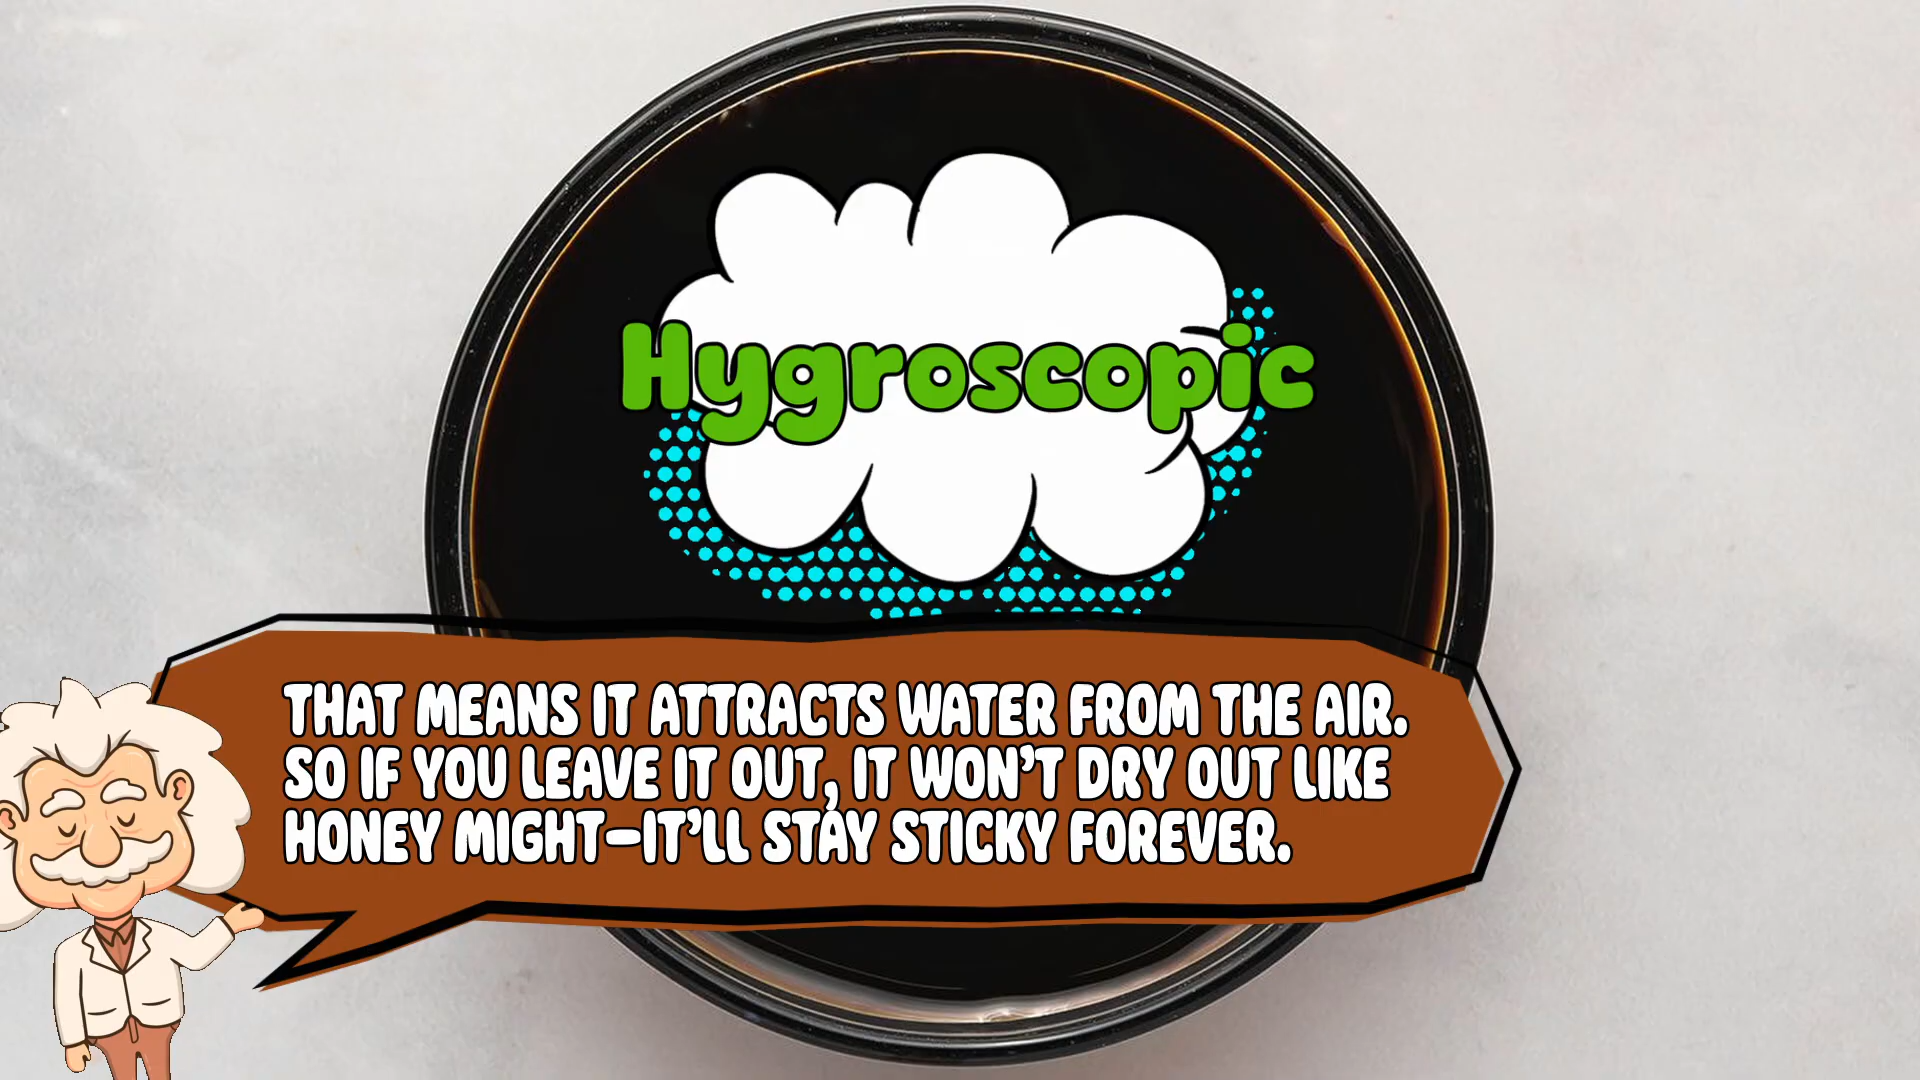 Hygroscopic
THAT MEANS IT ATTRACTS WATER FROM THE AIR.
SO IF YOU LEAVE IT OUT, IT WON’T DRY OUT LIKE
HONEY MIGHT–IT’LL STAY STICKY FOREVER.